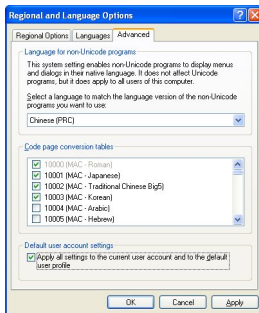 Regional and Language Options
Regional Options
Languages
Advanced
Language for non-Unicode programs
This system setting enables non-Unicode programs to display menus
and dialogs in their native language. It does not affect Unicode
programs, but it does apply to all users of this computer.
Select a language to match the language version of the non-Unicode
programs you want to use:
Chinese (PRC)
Code page conversion tables
10000 (MAC - Roman)
10001 (MAC - Japanese)
10002 (MAC - Traditional Chinese Big5)
10003 (MAC - Korean)
10004 (MAC - Arabic)
10005 (MAC - Hebrew)
Default user account settings
Apply all settings to the current user account and to the default
user profile
OK
Cancel
Apply